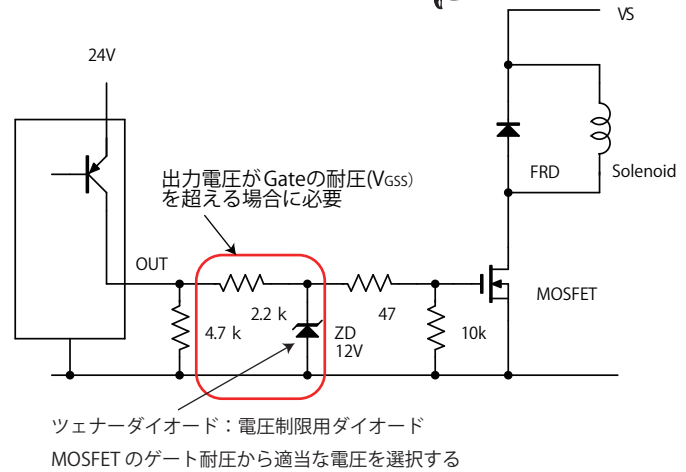 VS
24V
出力電圧がGateの耐圧(VGSS)
を超える場合に必要
FRD
Solenoid
OUT
MOSFET
4.7 k
2.2 k
ZD
12V
47
10k
ツェナーダイオード：電圧制限用ダイオード
MOSFET のゲート耐圧から適当な電圧を選択する